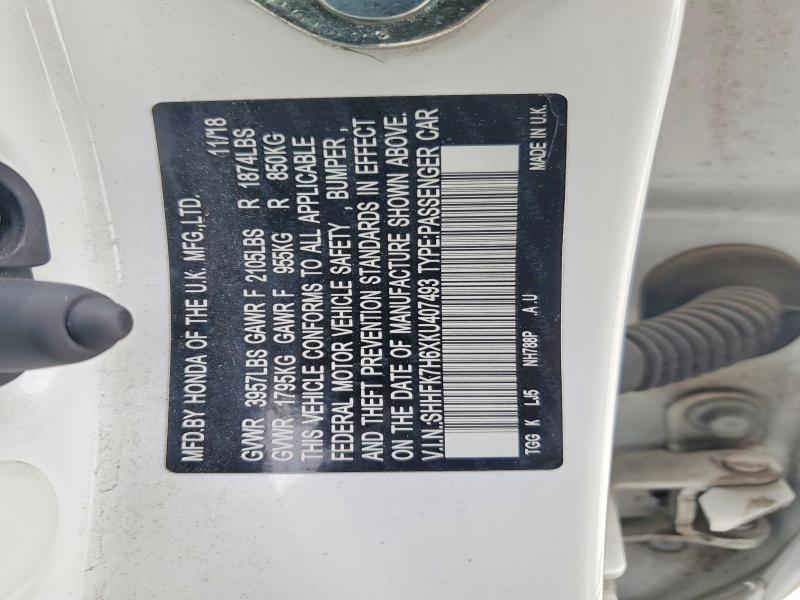 MFD.BY HONDA OF THE U.K. MFG.,LTD. 11/18
GVWR 3957LBS GAWR F 2105LBS R 1874LBS
GVWR 1795KG GAWR F 955KG R 850KG
THIS VEHICLE CONFORMS TO ALL APPLICABLE
FEDERAL MOTOR VEHICLE SAFETY , BUMPER ,
AND THEFT PREVENTION STANDARDS IN EFFECT
ON THE DATE OF MANUFACTURE SHOWN ABOVE.
V.I.N.:SHHFK7H6XKU407493 TYPE:PASSENGER CAR
TGG K LJ5 NH788P .A .U MADE IN U.K.